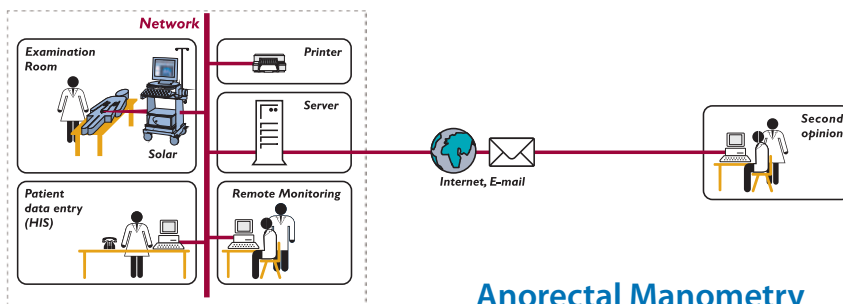 Network
Examination
Room
Solar
Printer
Server
Patient
data entry
(HIS)
Remote Monitoring
Internet, E-mail
Second
opinion
Anorectal Manometry